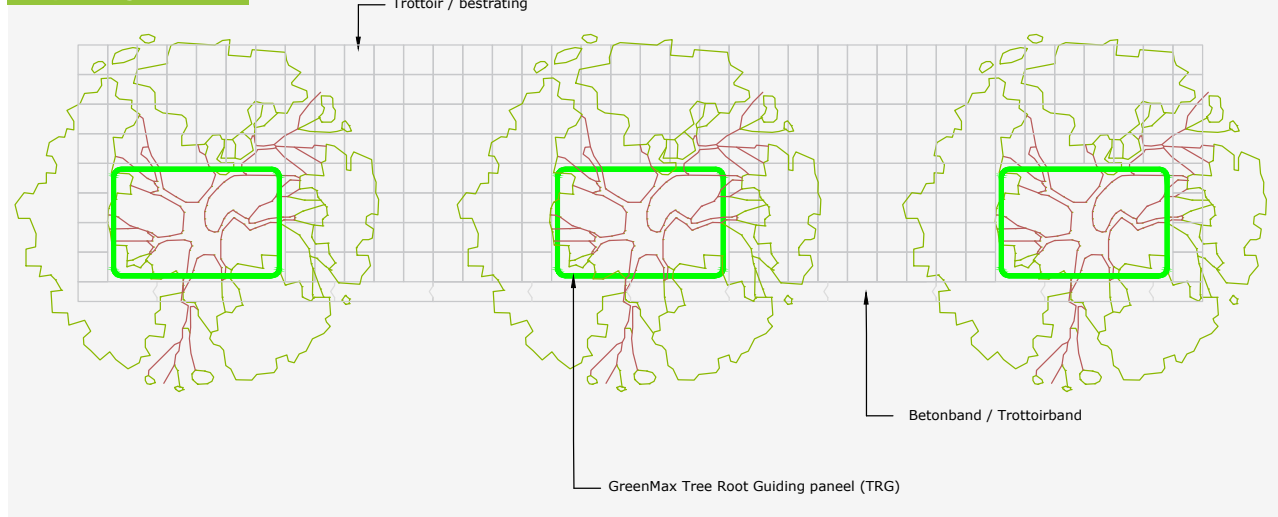 Trottoir / bestrating
Betonband / Trottoirband
GreenMax Tree Root Guiding paneel (TRG)